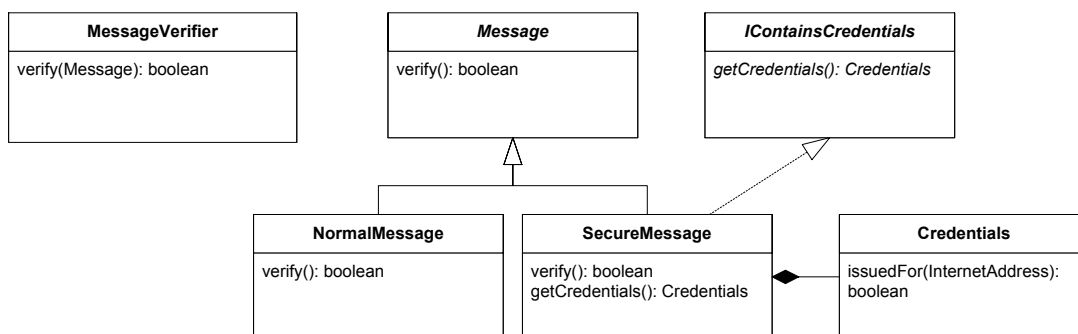 MessageVerifier
verify(Message): boolean
Message
verify(): boolean
IContainsCredentials
getCredentials(): Credentials
NormalMessage
verify(): boolean
SecureMessage
verify(): boolean
getCredentials(): Credentials
Credentials
issuedFor(InternetAddress):
boolean